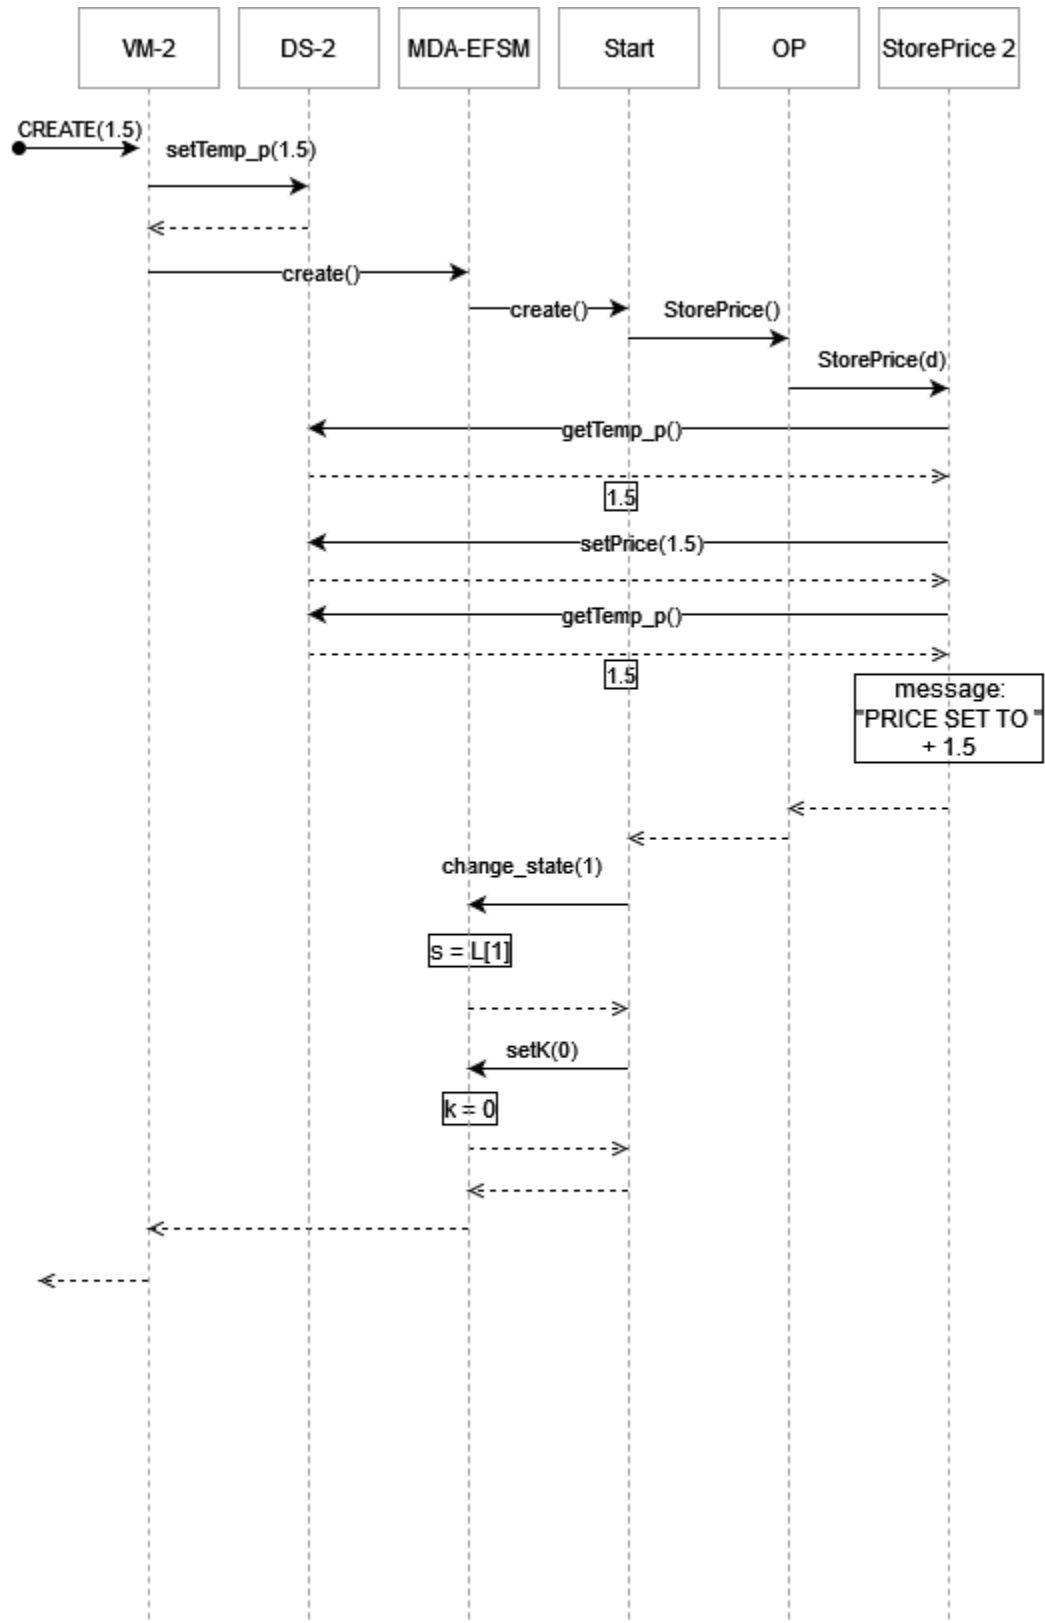 VM-2
DS-2
MDA-EFSM
Start
OP
StorePrice 2
CREATE(1.5)
setTemp_p(1.5)
create()
create()
StorePrice()
StorePrice(d)
getTemp_p()
1.5
setPrice(1.5)
getTemp_p()
1.5
message:
"PRICE SET TO "
+ 1.5
change_state(1)
s = L[1]
setK(0)
k = 0